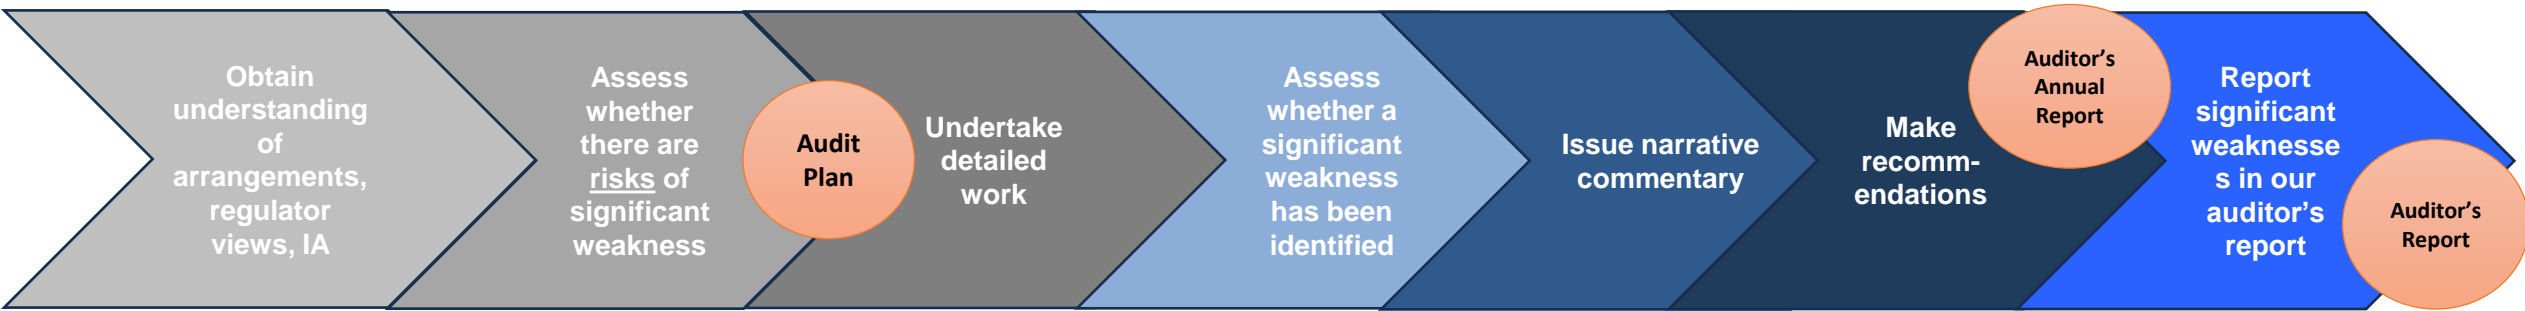 Obtain
understanding
of
arrangements,
regulator
views, IA
Assess
whether
there are
risks of
significant
weakness
Audit
Plan
Undertake
detailed
work
Assess
whether a
significant
weakness
has been
identified
Issue narrative
commentary
Make
recomm-
endations
Auditor’s
Annual
Report
Report
significant
weaknesse
s in our
auditor’s
report
Auditor’s
Report